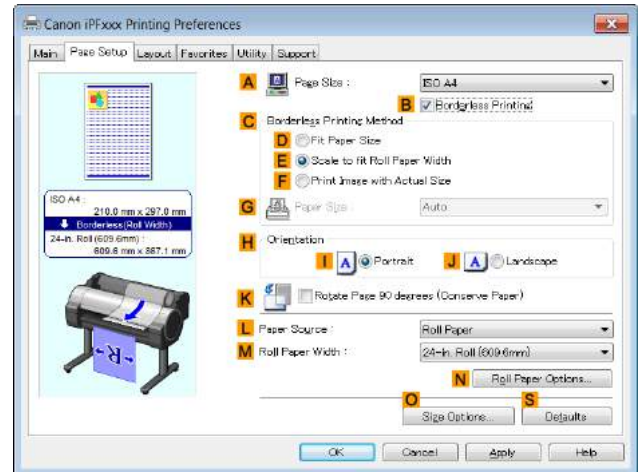 Canon iPFxxx Printing Preferences
Main Page Setup Layout Favorites Utility Support
A Page Size : ISO A4
B Borderless Printing
C Borderless Printing Method
D Fit Paper Size
E Scale to fit Roll Paper Width
F Print Image with Actual Size
G Paper Size : Auto
ISO A4 :
210.0 mm x 297.0 mm
Borderless(Roll Width)
24-in. Roll (609.6mm) :
609.6 mm x 867.1 mm
H Orientation
I A Portrait J A Landscape
K Rotate Page 90 degrees (Conserve Paper)
L Paper Source : Roll Paper
M Roll Paper Width : 24-in. Roll (609.6mm)
R
N Roll Paper Options...
O S
Size Options... Defaults
OK Cancel Apply Help